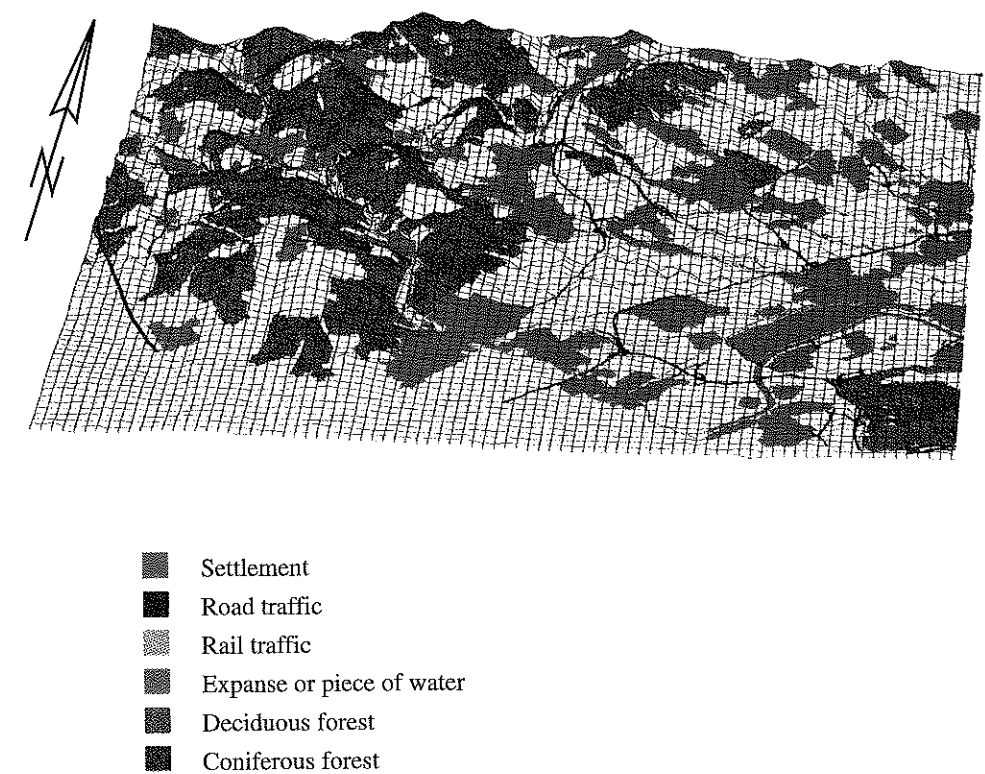 N
Settlement
Road traffic
Rail traffic
Expanse or piece of water
Deciduous forest
Coniferous forest